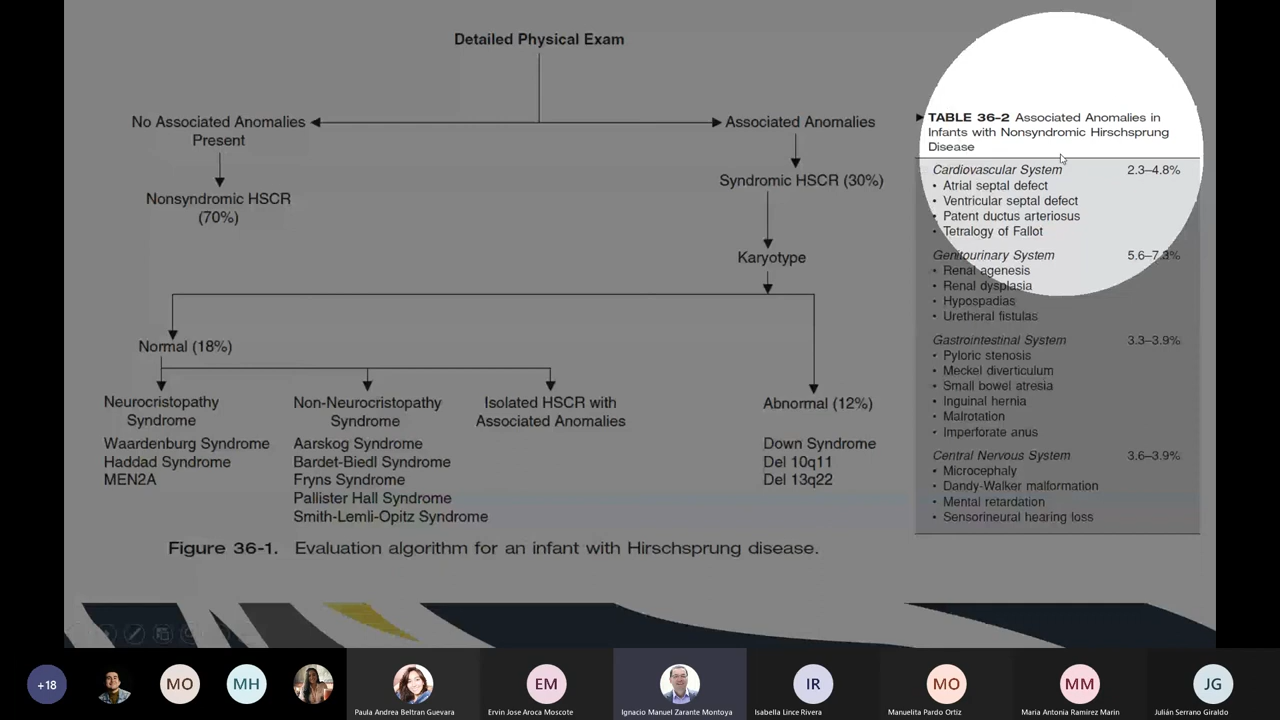 Detailed Physical Exam
No Associated Anomalies
Present
Associated Anomalies
Nonsyndromic HSCR
(70%)
Syndromic HSCR (30%)
Karyotype
Normal (18%)
Neurocristopathy
Syndrome
Waardenburg Syndrome
Haddad Syndrome
MEN2A
Non-Neurocristopathy
Syndrome
Aarskog Syndrome
Bardet-Biedl Syndrome
Fryns Syndrome
Pallister Hall Syndrome
Smith-Lemli-Opitz Syndrome
Isolated HSCR with
Associated Anomalies
Abnormal (12%)
Down Syndrome
Del 10q11
Del 13q22
Figure 36-1. Evaluation algorithm for an infant with Hirschsprung disease.
TABLE 36-2 Associated Anomalies in
Infants with Nonsyndromic Hirschsprung
Disease
Cardiovascular System 2.3–4.8%
• Atrial septal defect
• Ventricular septal defect
• Patent ductus arteriosus
• Tetralogy of Fallot
Genitourinary System 5.6–7.3%
• Renal agenesis
• Renal dysplasia
• Hypospadias
• Uretheral fistulas
Gastrointestinal System 3.3–3.9%
• Pyloric stenosis
• Meckel diverticulum
• Small bowel atresia
• Inguinal hernia
• Malrotation
• Imperforate anus
Central Nervous System 3.6–3.9%
• Microcephaly
• Dandy-Walker malformation
• Mental retardation
• Sensorineural hearing loss
+18
MO
MH
EM
IR
MO
MM
JG
Paula Andrea Beltran Guevara
Ervin Jose Aroca Moscote
Ignacio Manuel Zarante Montoya
Isabella Lince Rivera
Manuelita Pardo Ortiz
Maria Antonia Ramirez Marin
Julián Serrano Giraldo